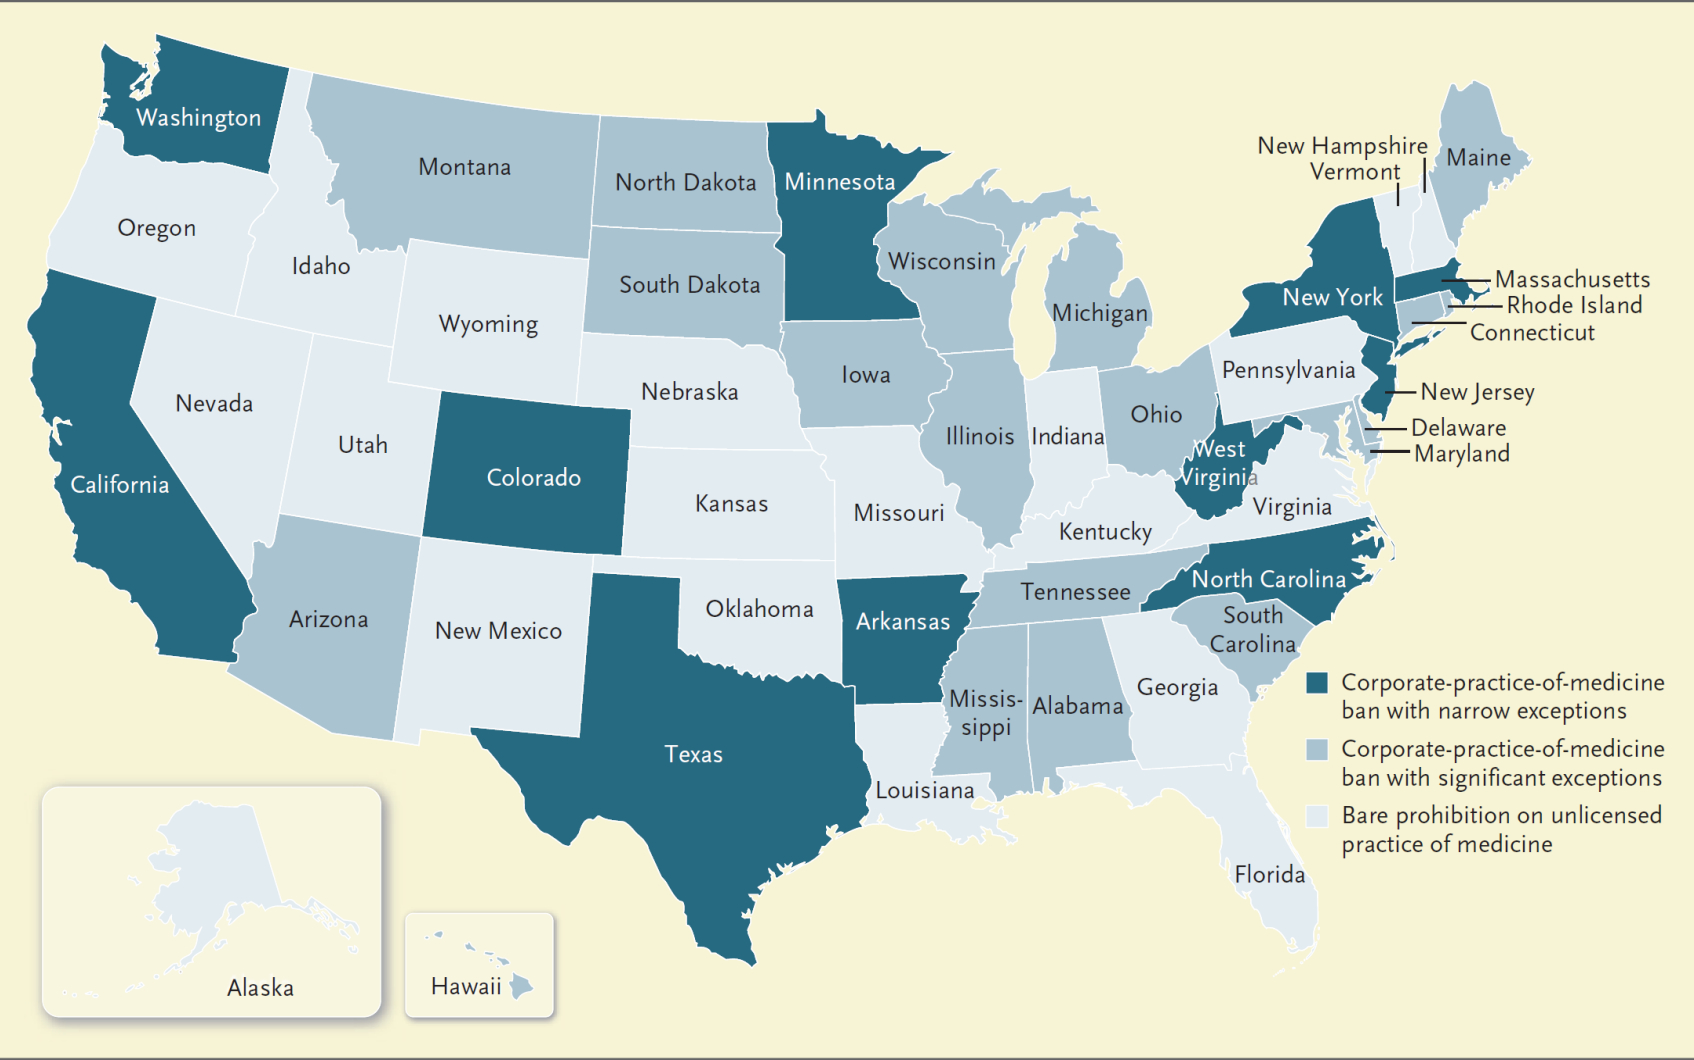 Washington
Montana
North Dakota
Minnesota
New Hampshire
Vermont
Maine
Oregon
Idaho
South Dakota
Wisconsin
Michigan
New York
Massachusetts
Rhode Island
Connecticut
Wyoming
Nebraska
Iowa
Pennsylvania
New Jersey
Nevada
Utah
Colorado
Illinois
Indiana
Ohio
Delaware
Maryland
West
Virginia
California
Kansas
Missouri
Kentucky
Virginia
Arizona
New Mexico
Oklahoma
Arkansas
Tennessee
North Carolina
South
Carolina
Texas
Louisiana
Missis-
sippi
Alabama
Georgia
Florida
Corporate-practice-of-medicine
ban with narrow exceptions
Corporate-practice-of-medicine
ban with significant exceptions
Bare prohibition on unlicensed
practice of medicine
Alaska
Hawaii